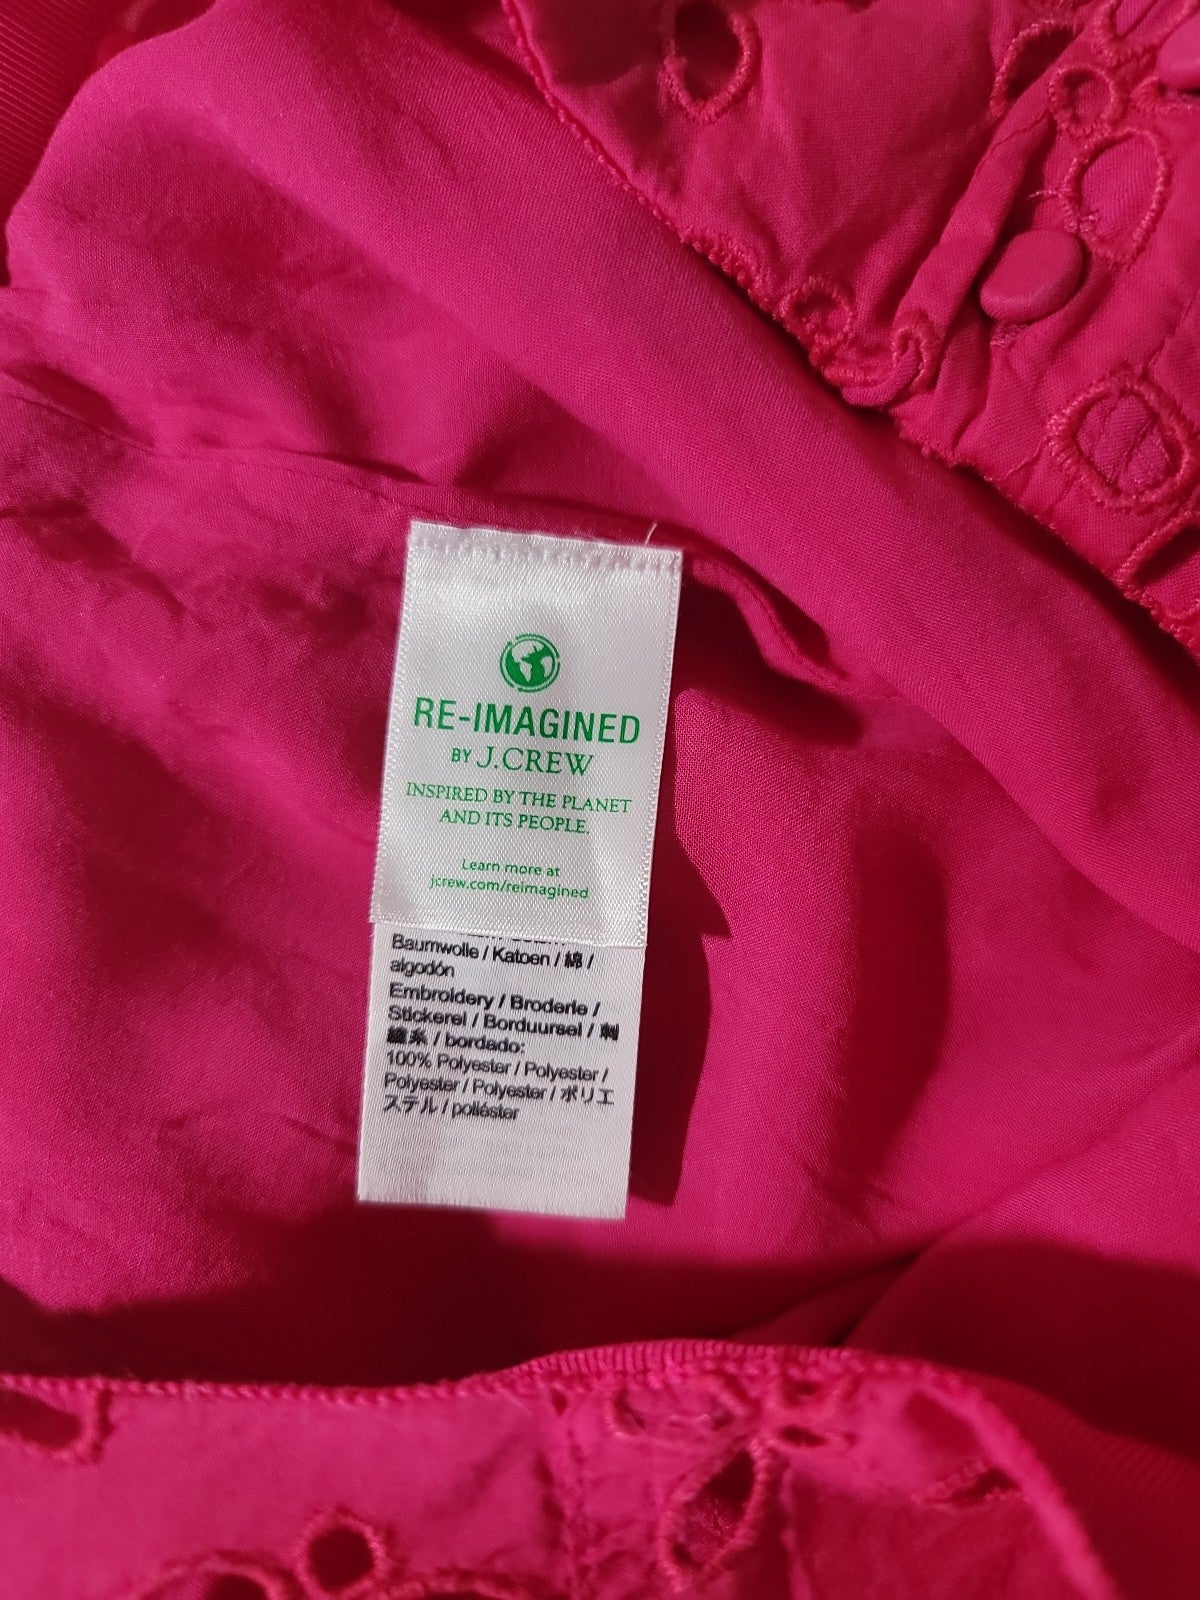 RE-IMAGINED
BY J.CREW
INSPIRED BY THE PLANET
AND ITS PEOPLE.
Learn more at
jcrew.com/reimagined
Baumwolle / Katoen / 綿 /
algodón
Embroidery / Broderie /
Stickerei / Borduursel / 刺
繍糸 / bordado:
100% Polyester / Polyester /
Polyester / Polyester / ポリエ
ステル / poliéster